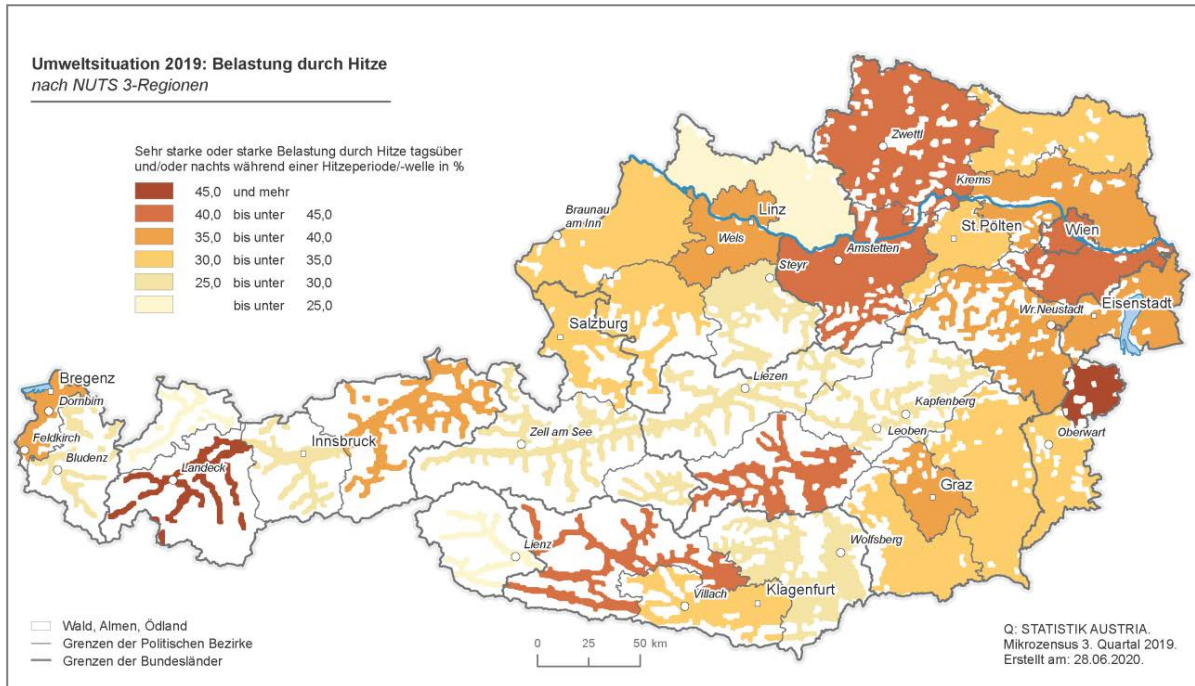 Umweltsituation 2019: Belastung durch Hitze
nach NUTS 3-Regionen
Sehr starke oder starke Belastung durch Hitze tagsüber
und/oder nachts während einer Hitzeperiode/-welle in %
45,0 und mehr
40,0 bis unter 45,0
35,0 bis unter 40,0
30,0 bis unter 35,0
25,0 bis unter 30,0
bis unter 25,0
Zwettl
Krems
Linz
Braunau
am Inn
Wels
St.Pölten
Wien
Amstetten
Steyr
Eisenstadt
Wr.Neustadt
Salzburg
Bregenz
Dornbirn
Feldkirch
Bludenz
Landeck
Innsbruck
Zell am See
Liezen
Kapfenberg
Leoben
Oberwart
Graz
Lienz
Wolfsberg
Villach
Klagenfurt
Wald, Almen, Ödland
Grenzen der Politischen Bezirke
Grenzen der Bundesländer
0 25 50 km
Q: STATISTIK AUSTRIA.
Mikrozensus 3. Quartal 2019.
Erstellt am: 28.06.2020.